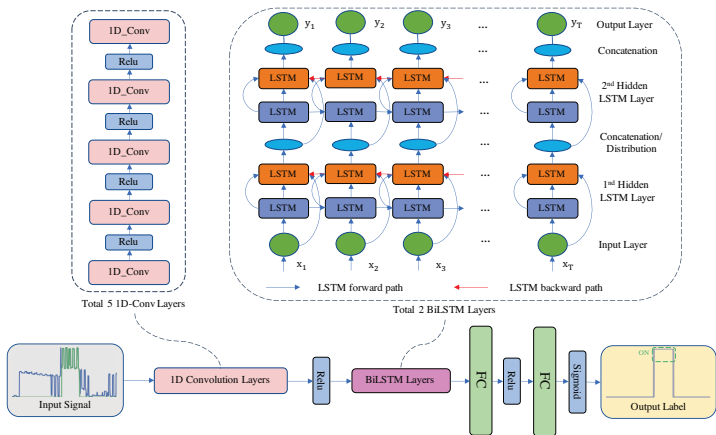 1D_Conv
Relu
1D_Conv
Relu
1D_Conv
Relu
1D_Conv
Relu
1D_Conv
Total 5 1D-Conv Layers
y1 y2 y3 ... yT Output Layer
... Concatenation
LSTM LSTM LSTM ... LSTM
2nd Hidden
LSTM Layer
LSTM LSTM LSTM ... LSTM
... Concatenation/
Distribution
LSTM LSTM LSTM ... LSTM
1nd Hidden
LSTM Layer
LSTM LSTM LSTM ... LSTM
... Input Layer
x1 x2 x3 xT
LSTM forward path LSTM backward path
Total 2 BiLSTM Layers
Input Signal
1D Convolution Layers
Relu
BiLSTM Layers
FC
Relu
FC
Sigmoid
ON
Output Label